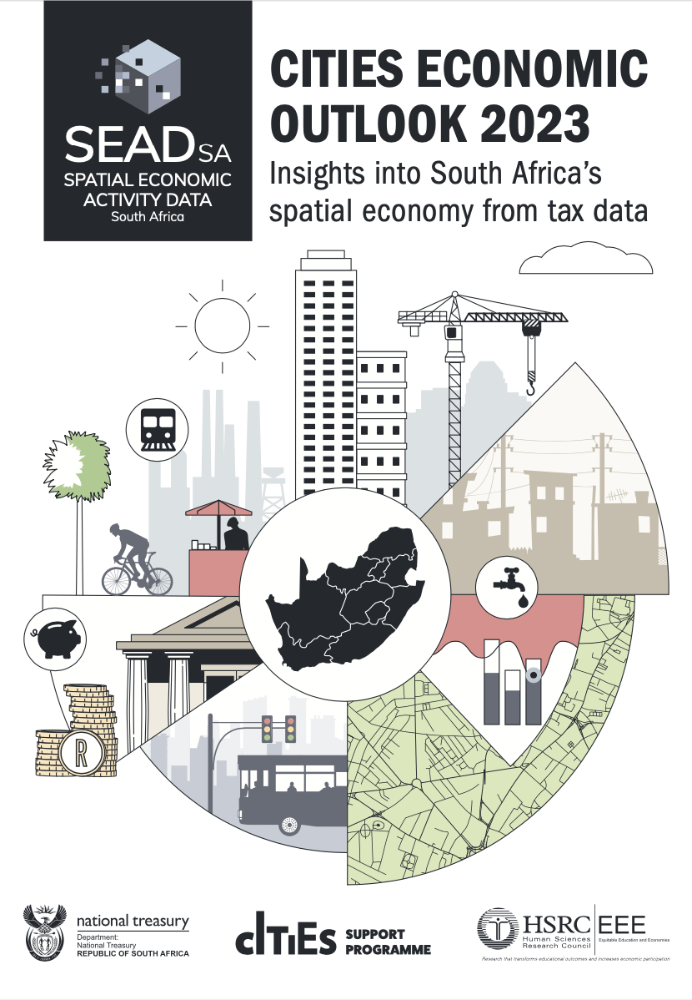 SEAD SA
SPATIAL ECONOMIC
ACTIVITY DATA
South Africa
CITIES ECONOMIC
OUTLOOK 2023
Insights into South Africa's
spatial economy from tax data
R
national treasury
Department:
National Treasury
REPUBLIC OF SOUTH AFRICA
cITIEs
SUPPORT
PROGRAMME
HSRC
Human Sciences
Research Council
EEE
Equitable Education and Economies
Research that transforms educational outcomes and increases economic participation